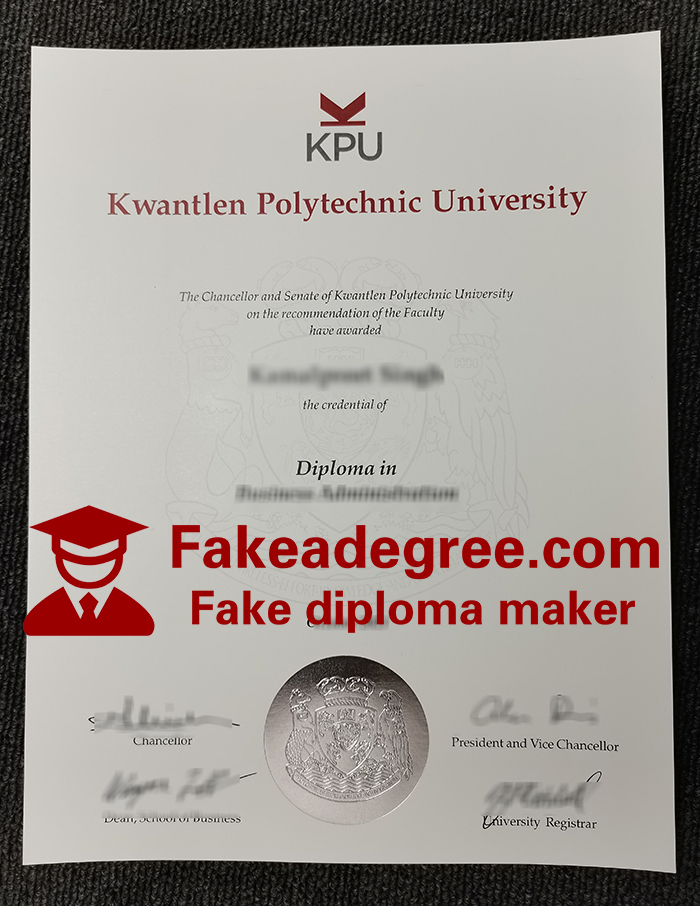 KPU
Kwantlen Polytechnic University
The Chancellor and Senate of Kwantlen Polytechnic University
on the recommendation of the Faculty
have awarded
the credential of
Diploma in
Fakeadegree.com
Fake diploma maker
Chancellor
President and Vice Chancellor
Dean, School of Business
University Registrar